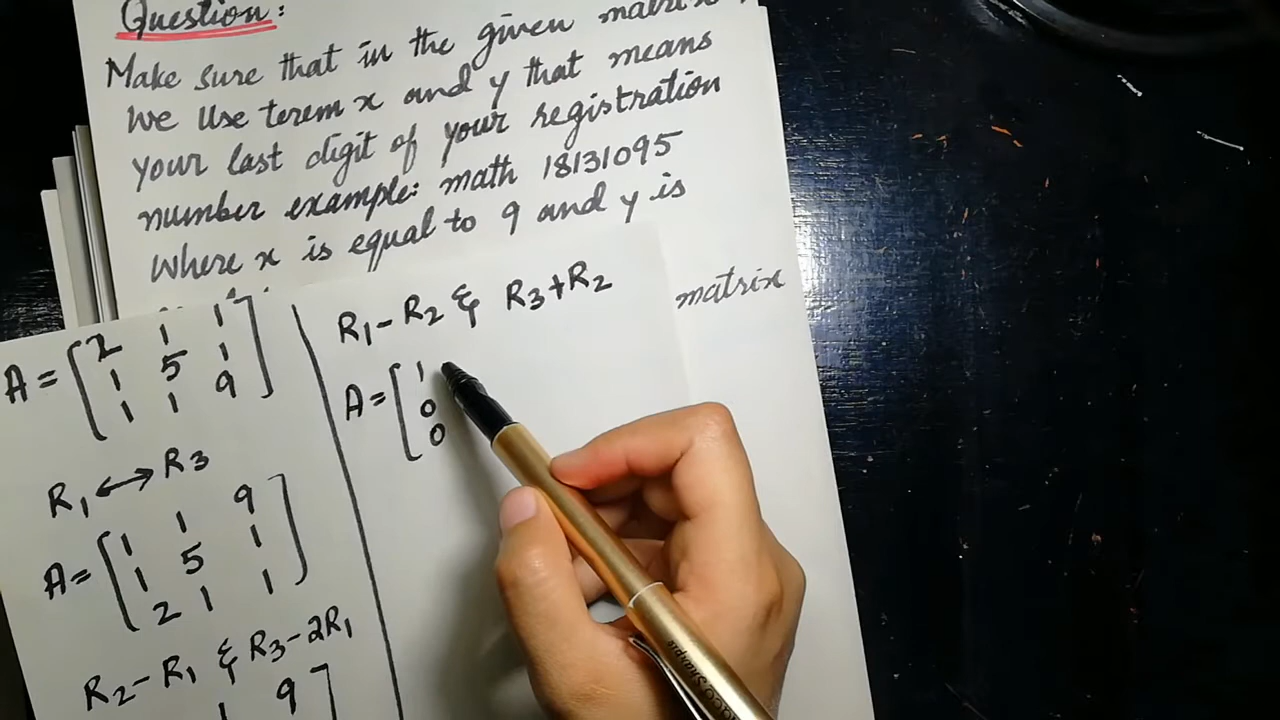 Question:
Make sure that in the given matrix
we use terem x and y that means
your last digit of your registration
number example: math 18131095
where x is equal to 9 and y is
matrix
2 1 1
A = 1 5 1
1 1 9
R1 ↔ R3
1 1 9
A = 1 5 1
2 1 1
R2 - R1 & R3 - 2R1
1 9
R1 - R2 & R3 + R2
1
A = 0
0